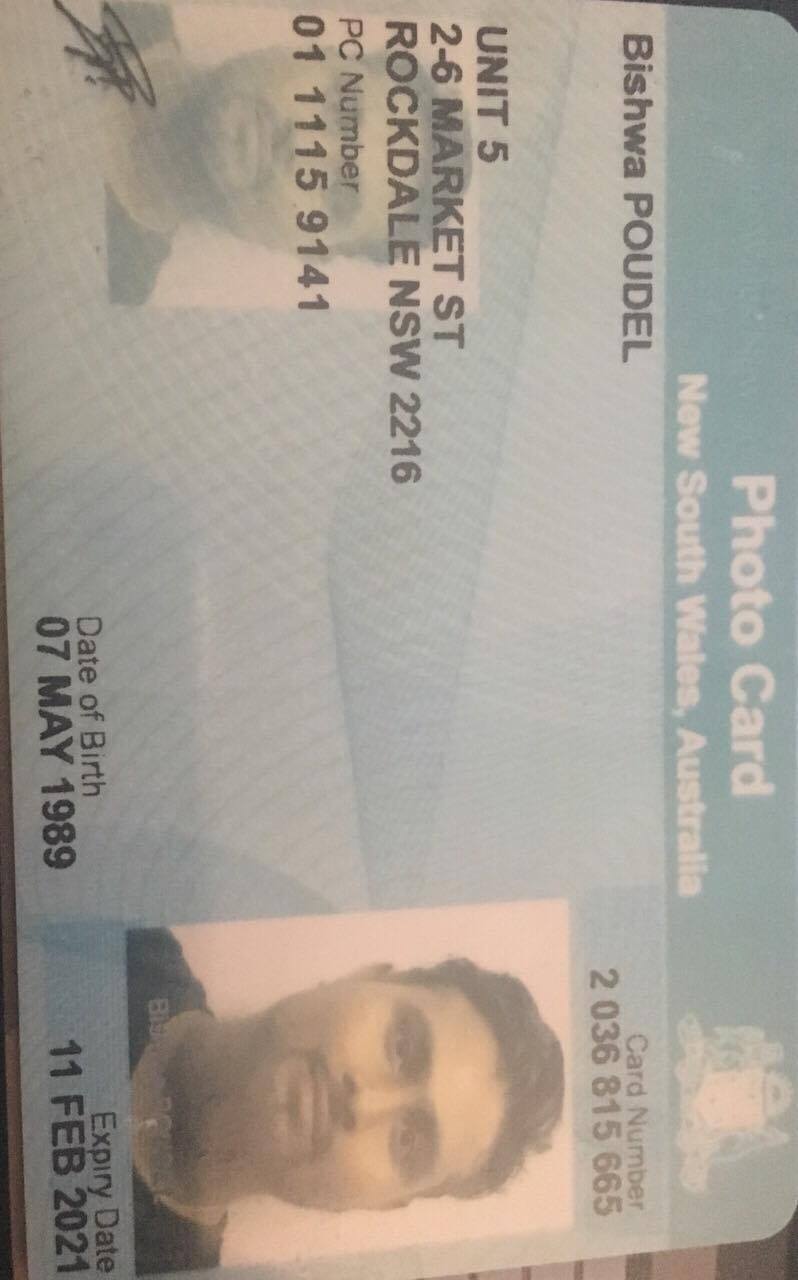 Photo Card
New South Wales, Australia
Bishwa POUDEL
Card Number
2 036 815 665
UNIT 5
2-6 MARKET ST
ROCKDALE NSW 2216
PC Number
01 1115 9141
Date of Birth
07 MAY 1989
Expiry Date
11 FEB 2021